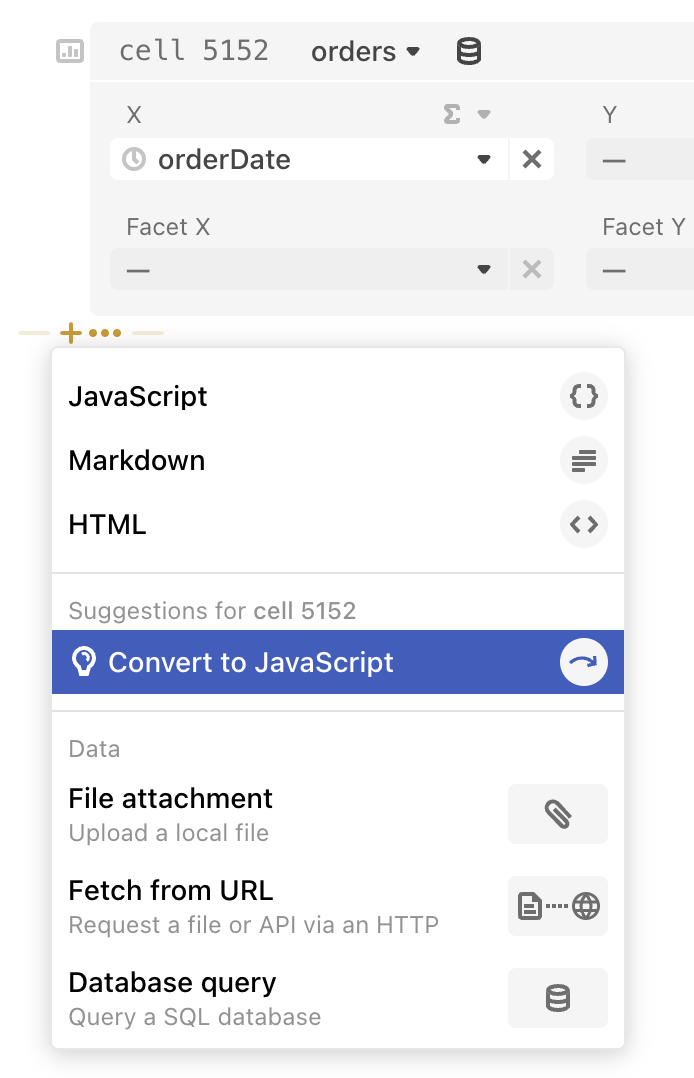 cell 5152 orders
X Σ Y
orderDate —
Facet X Facet Y
— —
JavaScript
Markdown
HTML
Suggestions for cell 5152
Convert to JavaScript
Data
File attachment
Upload a local file
Fetch from URL
Request a file or API via an HTTP
Database query
Query a SQL database